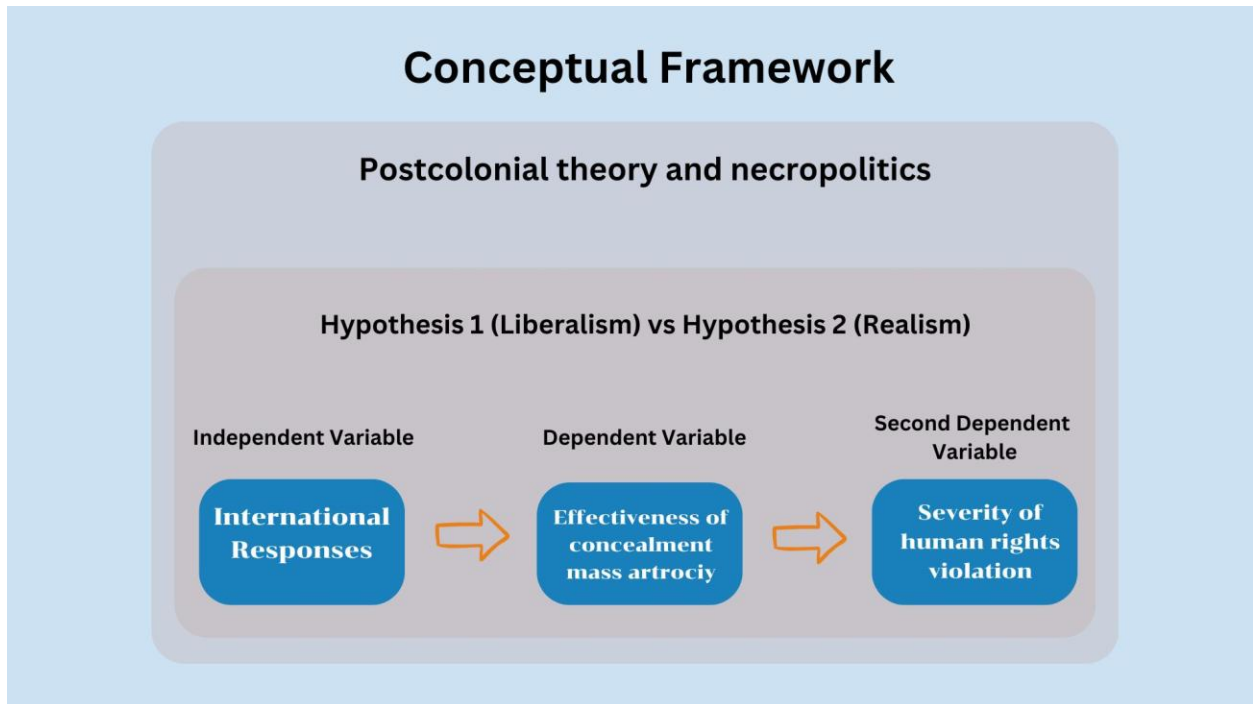 Conceptual Framework
Postcolonial theory and necropolitics
Hypothesis 1 (Liberalism) vs Hypothesis 2 (Realism)
Independent Variable
Dependent Variable
Second Dependent
Variable
International
Responses
Effectiveness of
concealment
mass artrociy
Severity of
human rights
violation